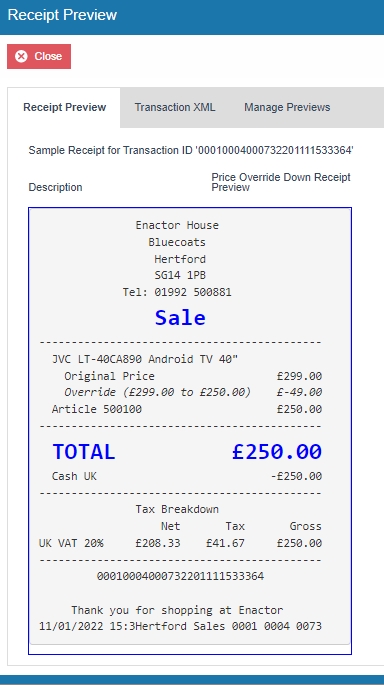 Receipt Preview
Close
Receipt Preview Transaction XML Manage Previews
Sample Receipt for Transaction ID '00010004000732201111533364'
Description Price Override Down Receipt Preview
Enactor House
Bluecoats
Hertford
SG14 1PB
Tel: 01992 500881
Sale
JVC LT-40CA890 Android TV 40"
Original Price £299.00
Override (£299.00 to £250.00) £-49.00
Article 500100 £250.00
TOTAL £250.00
Cash UK -£250.00
Tax Breakdown
Net Tax Gross
UK VAT 20% £208.33 £41.67 £250.00
00010004000732201111533364
Thank you for shopping at Enactor
11/01/2022 15:3Hertford Sales 0001 0004 0073